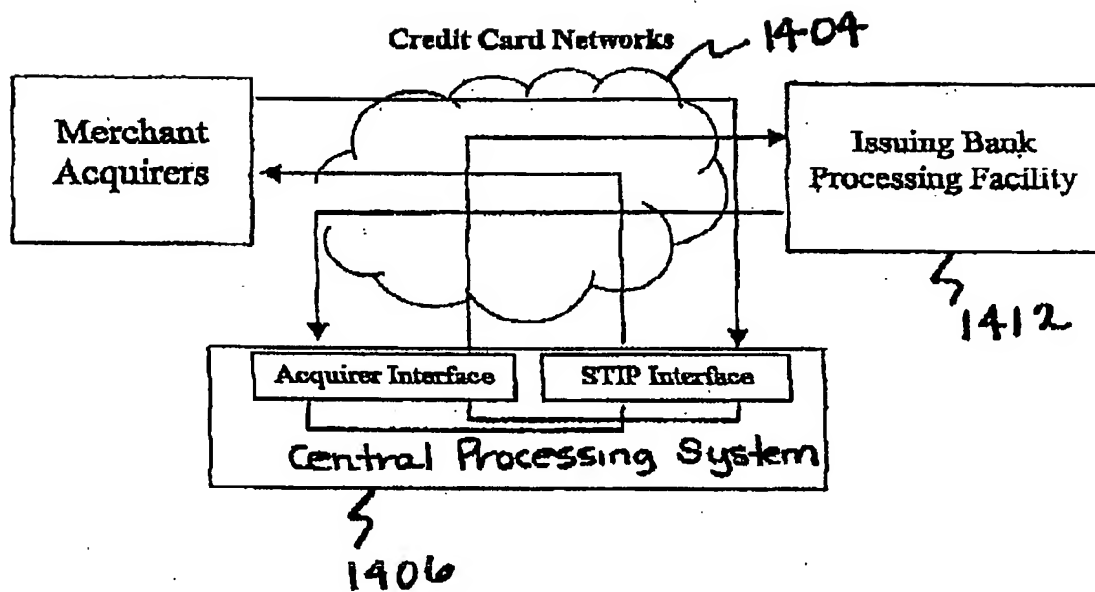 Credit Card Networks
1404
Merchant
Acquirers
Issuing Bank
Processing Facility
1412
Acquirer Interface
STIP Interface
Central Processing System
1406